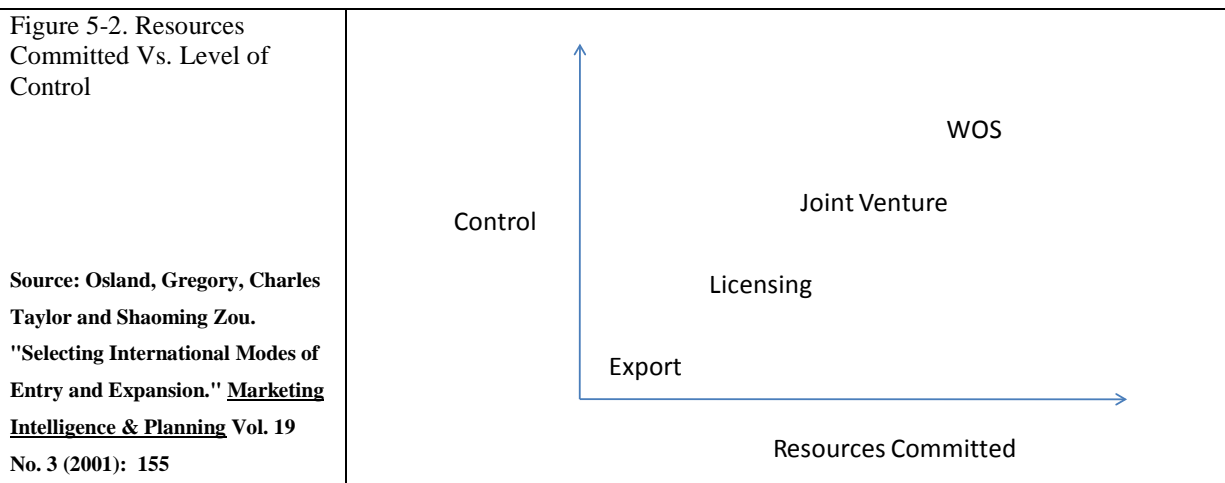 Figure 5-2. Resources
Committed Vs. Level of
Control
Source: Osland, Gregory, Charles
Taylor and Shaoming Zou.
"Selecting International Modes of
Entry and Expansion." Marketing
Intelligence & Planning Vol. 19
No. 3 (2001): 155
WOS
Joint Venture
Control
Licensing
Export
Resources Committed